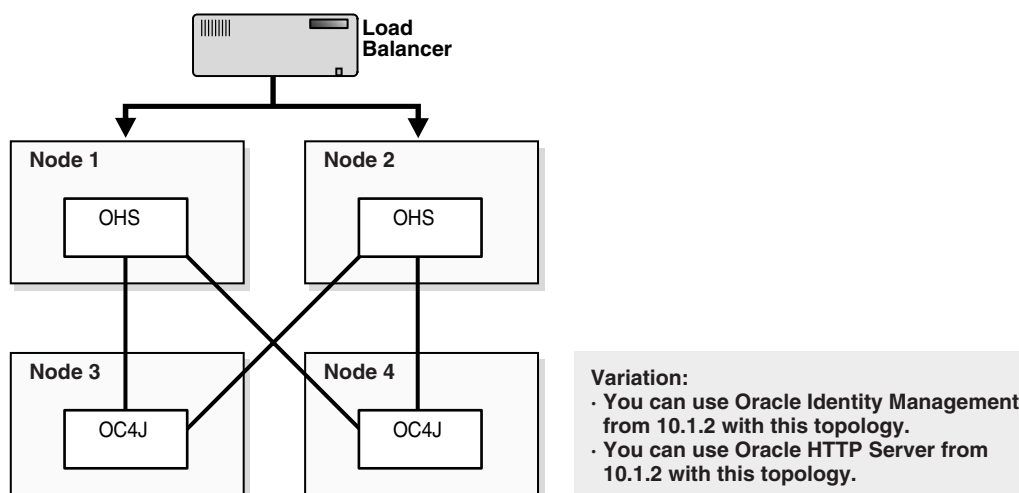 Load
Balancer
Node 1
Node 2
OHS
OHS
Node 3
Node 4
OC4J
OC4J
Variation:
· You can use Oracle Identity Management
from 10.1.2 with this topology.
· You can use Oracle HTTP Server from
10.1.2 with this topology.